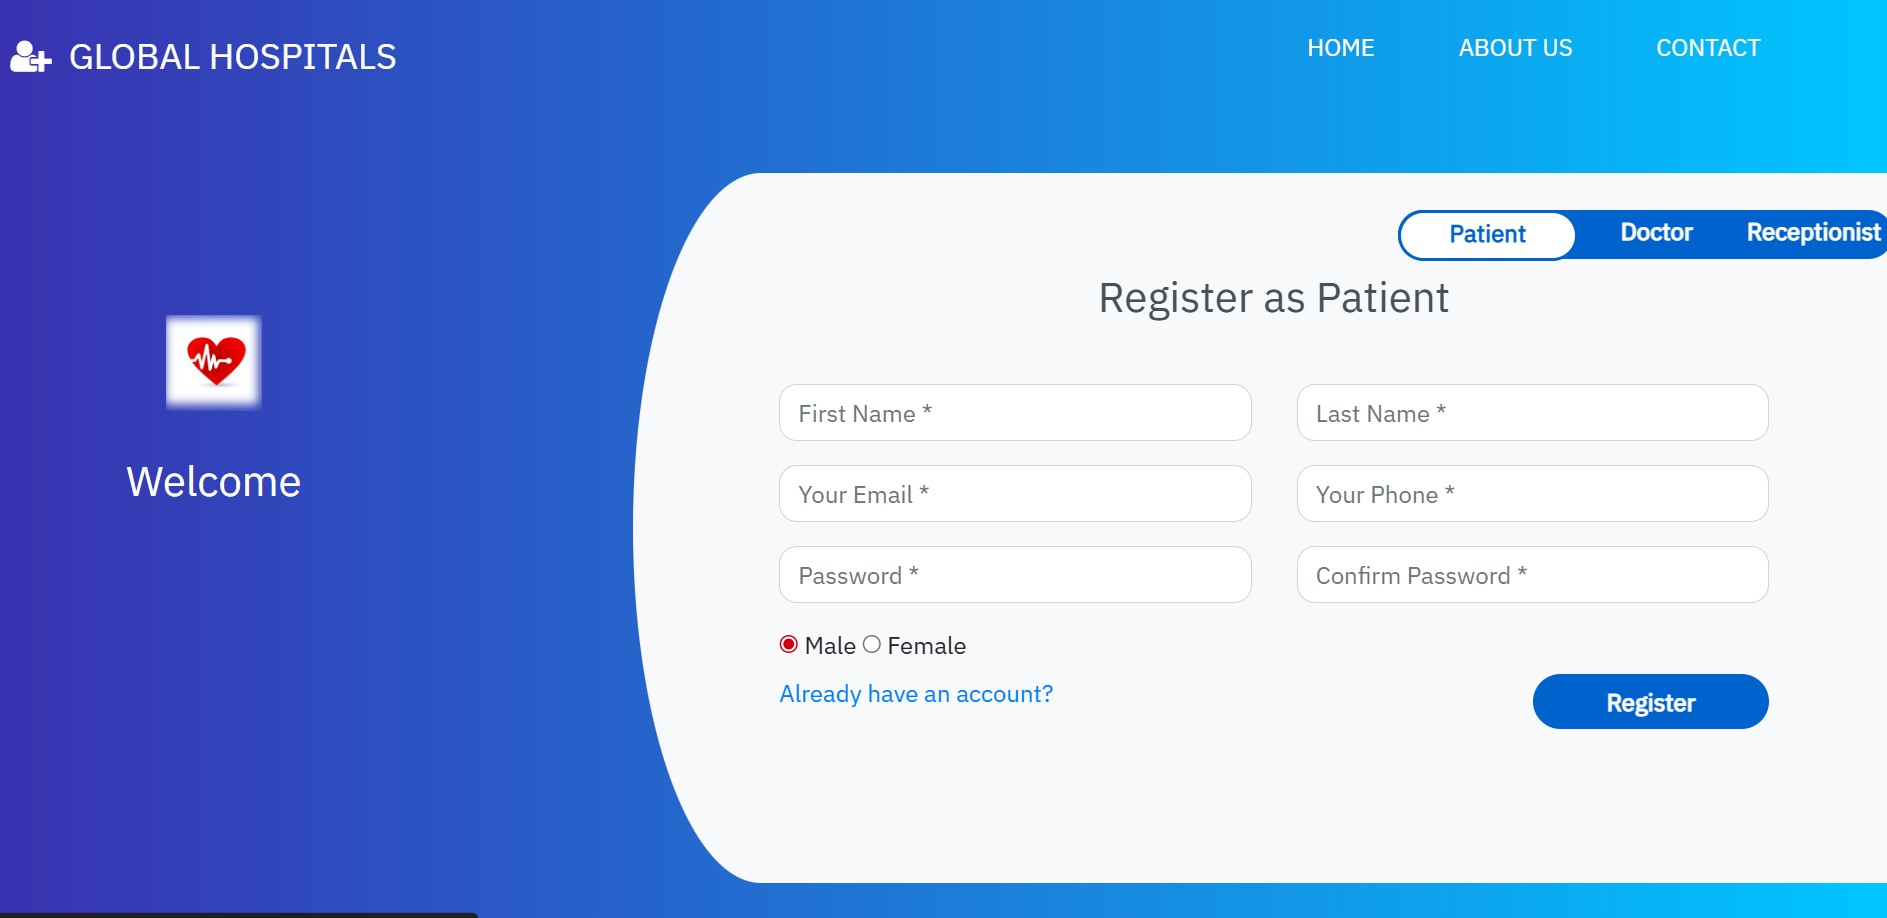 GLOBAL HOSPITALS
HOME ABOUT US CONTACT
Patient Doctor Receptionist
Register as Patient
Welcome
First Name * Last Name *
Your Email * Your Phone *
Password * Confirm Password *
Male Female
Already have an account?
Register